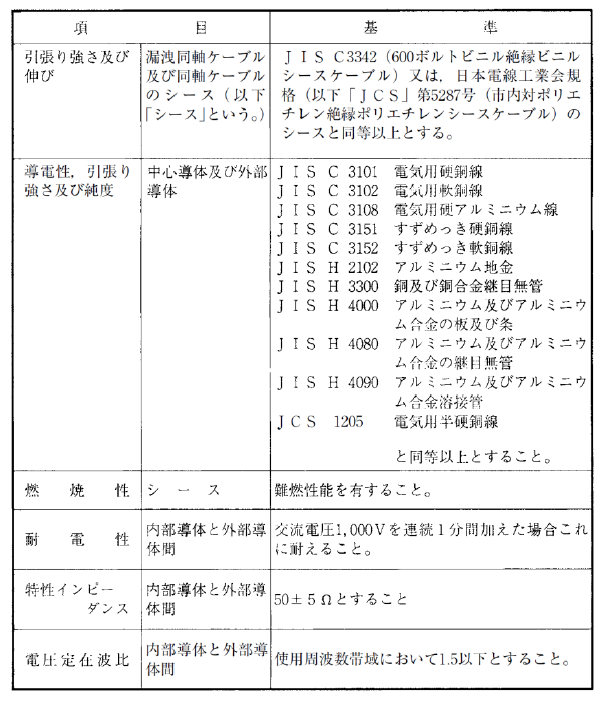 項　　　　　目　　　　　基　　　　　準
引張り強さ及び　漏洩同軸ケーブル　ＪＩＳ C3342（600ボルトビニル絶縁ビニル
伸び　及び同軸ケーブル　シースケーブル）又は，日本電線工業会規
のシース（以下　格（以下「ＪＣＳ」第5287号（市内対ポリエ
「シース」という。）　チレン絶縁ポリエチレンシースケーブル）の
シースと同等以上とする。
導電性，引張り　中心導体及び外部　ＪＩＳ　C　3101　電気用硬銅線
強さ及び純度　導体　ＪＩＳ　C　3102　電気用軟銅線
ＪＩＳ　C　3108　電気用硬アルミニウム線
ＪＩＳ　C　3151　すずめっき硬銅線
ＪＩＳ　C　3152　すずめっき軟銅線
ＪＩＳ　H　2102　アルミニウム地金
ＪＩＳ　H　3300　銅及び銅合金継目無管
ＪＩＳ　H　4000　アルミニウム及びアルミニウ
ム合金の板及び条
ＪＩＳ　H　4080　アルミニウム及びアルミニウ
ム合金の継目無管
ＪＩＳ　H　4090　アルミニウム及びアルミニウ
ム合金溶接管
ＪＣＳ　1205　電気用半硬銅線
と同等以上とすること。
燃　焼　性　シ　ー　ス　難燃性能を有すること。
耐　電　性　内部導体と外部導　交流電圧1,000Ｖを連続１分間加えた場合これ
体間　に耐えること。
特性インピー　内部導体と外部導　50±５Ωとすること
ダンス　体間
電圧定在波比　内部導体と外部導　使用周波数帯域において1.5以下とすること。
体間